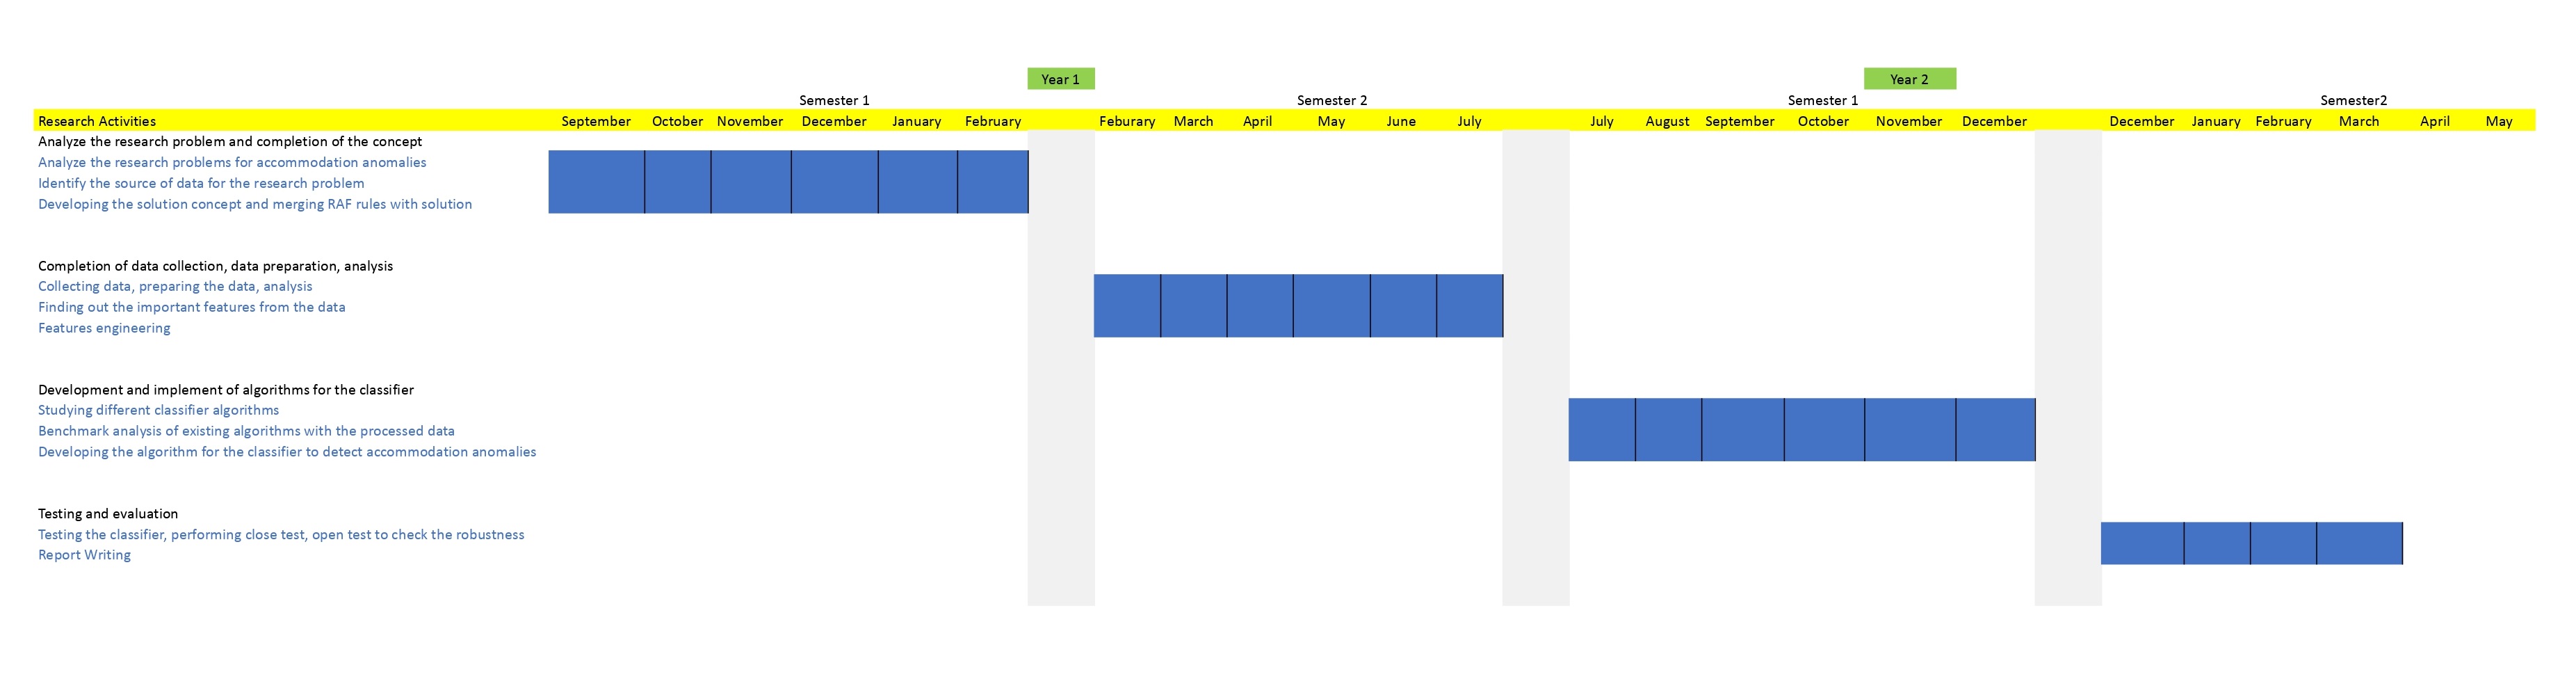 Year 1 Year 2
Semester 1 Semester 2 Semester 1 Semester2
Research Activities September October November December January February Feburary March April May June July July August September October November December December January February March April May
Analyze the research problem and completion of the concept
Analyze the research problems for accommodation anomalies
Identify the source of data for the research problem
Developing the solution concept and merging RAF rules with solution
Completion of data collection, data preparation, analysis
Collecting data, preparing the data, analysis
Finding out the important features from the data
Features engineering
Development and implement of algorithms for the classifier
Studying different classifier algorithms
Benchmark analysis of existing algorithms with the processed data
Developing the algorithm for the classifier to detect accommodation anomalies
Testing and evaluation
Testing the classifier, performing close test, open test to check the robustness
Report Writing